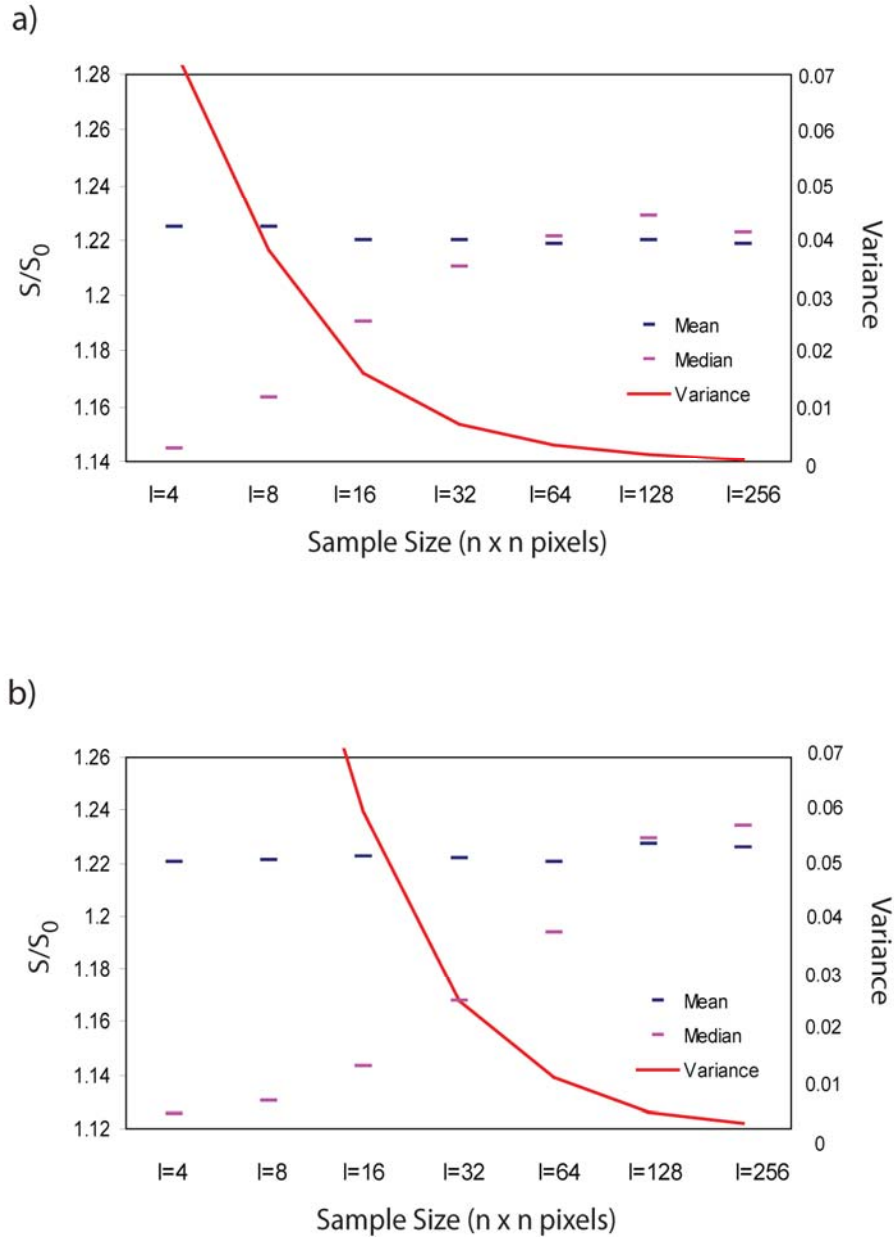 a)
1.28
1.26
1.24
1.22
1.2
1.18
1.16
1.14
S/S0
0.07
0.06
0.05
0.04
0.03
0.02
0.01
0
Variance
Mean
Median
Variance
l=4 l=8 l=16 l=32 l=64 l=128 l=256
Sample Size (n x n pixels)
b)
1.26
1.24
1.22
1.2
1.18
1.16
1.14
1.12
S/S0
0.07
0.06
0.05
0.04
0.03
0.02
0.01
0
Variance
Mean
Median
Variance
l=4 l=8 l=16 l=32 l=64 l=128 l=256
Sample Size (n x n pixels)